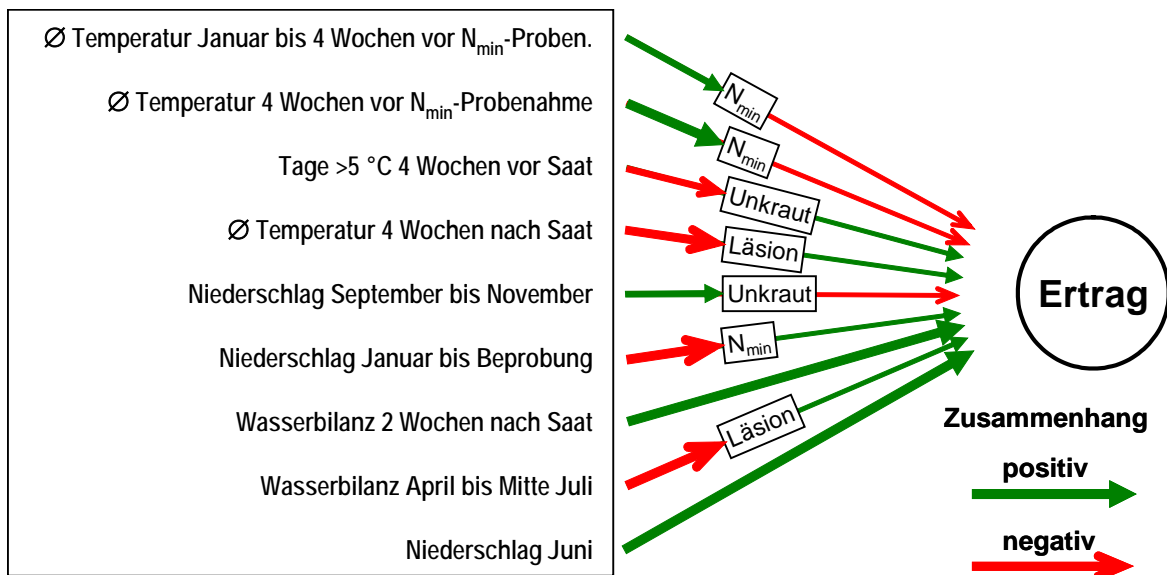 Ø Temperatur Januar bis 4 Wochen vor Nmin-Proben.
Ø Temperatur 4 Wochen vor Nmin-Probenahme
Tage >5 °C 4 Wochen vor Saat
Ø Temperatur 4 Wochen nach Saat
Niederschlag September bis November
Niederschlag Januar bis Beprobung
Wasserbilanz 2 Wochen nach Saat
Wasserbilanz April bis Mitte Juli
Niederschlag Juni
Nmin
Nmin
Unkraut
Läsion
Unkraut
Nmin
Läsion
Ertrag
Zusammenhang
positiv
negativ